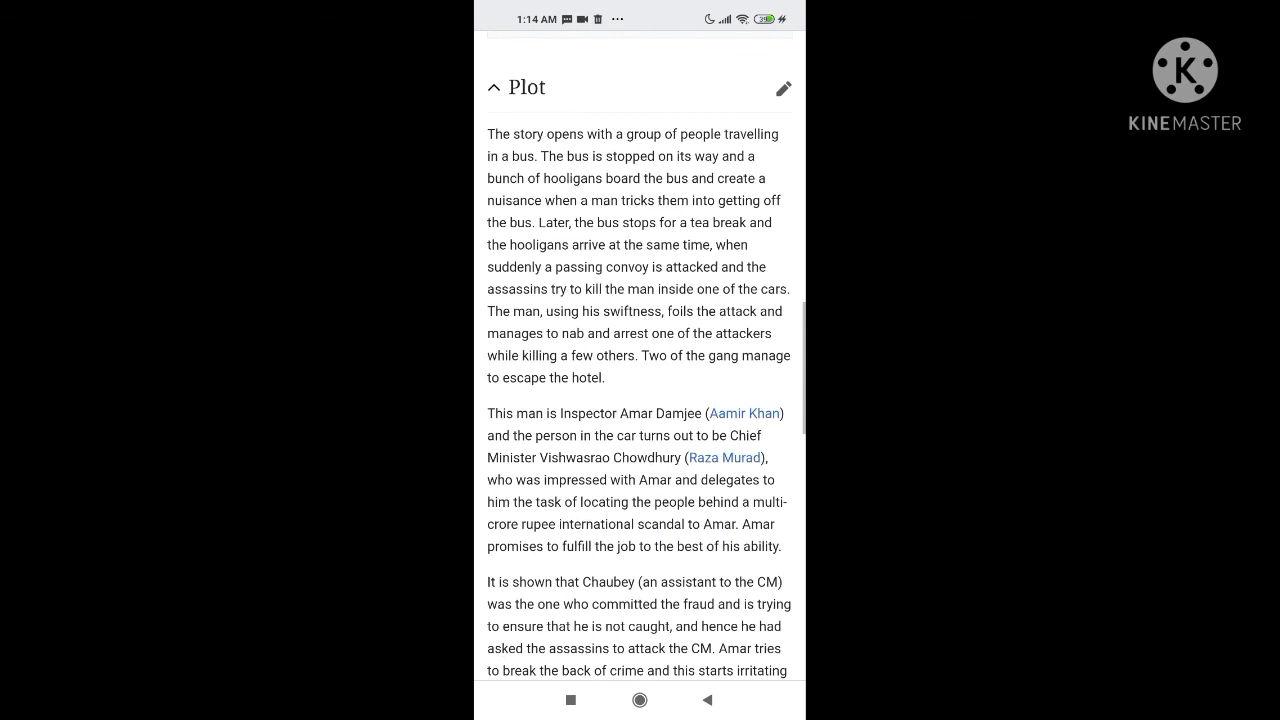 1:14 AM
39
KINEMASTER
Plot
The story opens with a group of people travelling
in a bus. The bus is stopped on its way and a
bunch of hooligans board the bus and create a
nuisance when a man tricks them into getting off
the bus. Later, the bus stops for a tea break and
the hooligans arrive at the same time, when
suddenly a passing convoy is attacked and the
assassins try to kill the man inside one of the cars.
The man, using his swiftness, foils the attack and
manages to nab and arrest one of the attackers
while killing a few others. Two of the gang manage
to escape the hotel.
This man is Inspector Amar Damjee (Aamir Khan)
and the person in the car turns out to be Chief
Minister Vishwasrao Chowdhury (Raza Murad),
who was impressed with Amar and delegates to
him the task of locating the people behind a multi-
crore rupee international scandal to Amar. Amar
promises to fulfill the job to the best of his ability.
It is shown that Chaubey (an assistant to the CM)
was the one who committed the fraud and is trying
to ensure that he is not caught, and hence he had
asked the assassins to attack the CM. Amar tries
to break the back of crime and this starts irritating